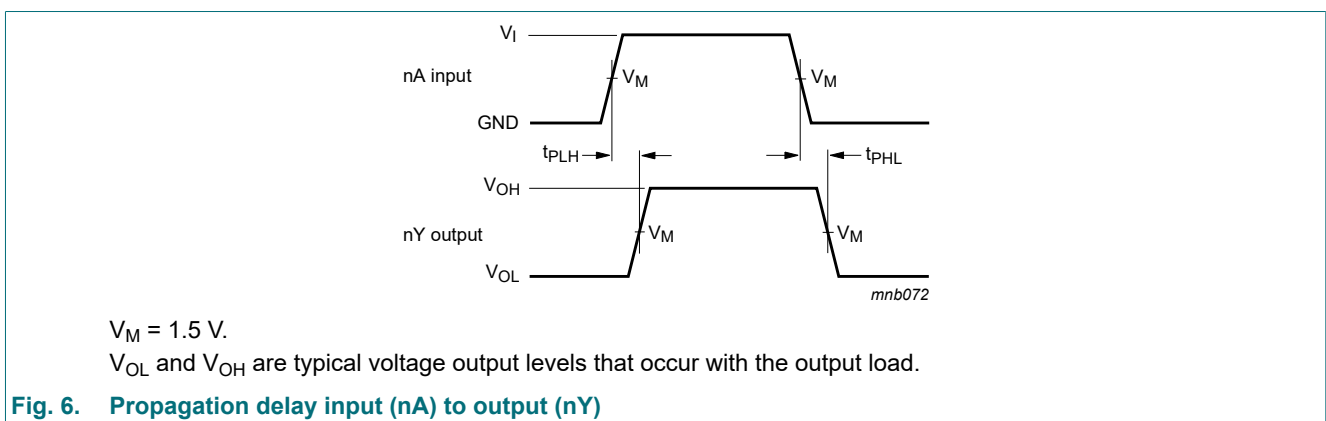 VI
nA input
VM
VM
GND
tPLH
tPHL
VOH
nY output
VM
VM
VOL
mnb072
VM = 1.5 V.
VOL and VOH are typical voltage output levels that occur with the output load.
Fig. 6. Propagation delay input (nA) to output (nY)